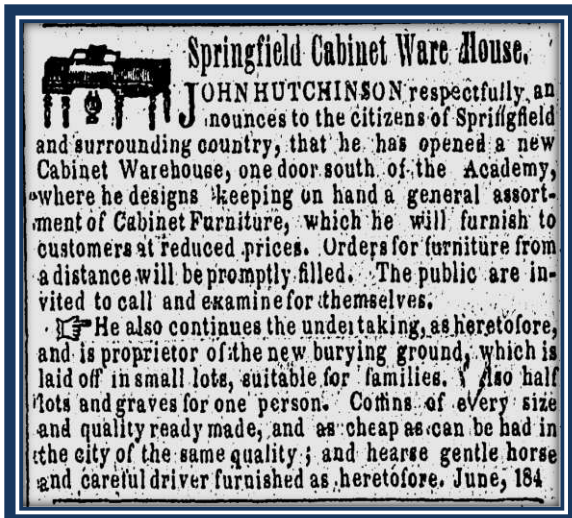 Springfield Cabinet Ware House.
JOHN HUTCHINSON respectfully an
nounces to the citizens of Springfield
and surrounding country, that he has opened a new
Cabinet Warehouse, one door south of the Academy,
where he designs keeping on hand a general assort-
ment of Cabinet Furniture, which he will furnish to
customers at reduced prices. Orders for furniture from
a distance will be promptly filled. The public are in-
vited to call and examine for themselves.
☞ He also continues the undertaking, as heretofore,
and is proprietor of the new burying ground, which is
laid off in small lots, suitable for families. Also half
lots and graves for one person. Coffins of every size
and quality ready made, and as cheap as can be had in
the city of the same quality; and hearse gentle horse
and careful driver furnished as heretofore. June, 184